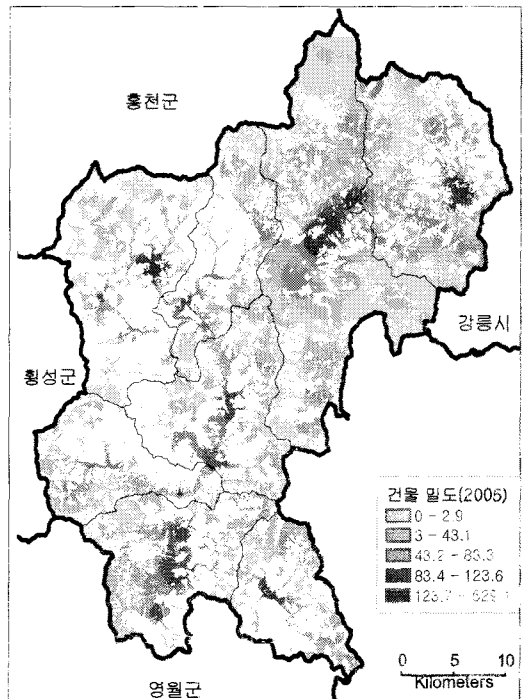 홍천군
강릉시
횡성군
건물 밀도(2006)
0 - 2.9
3 - 43.1
43.2 - 83.3
83.4 - 123.6
0 5 10
Kilometers
영월군